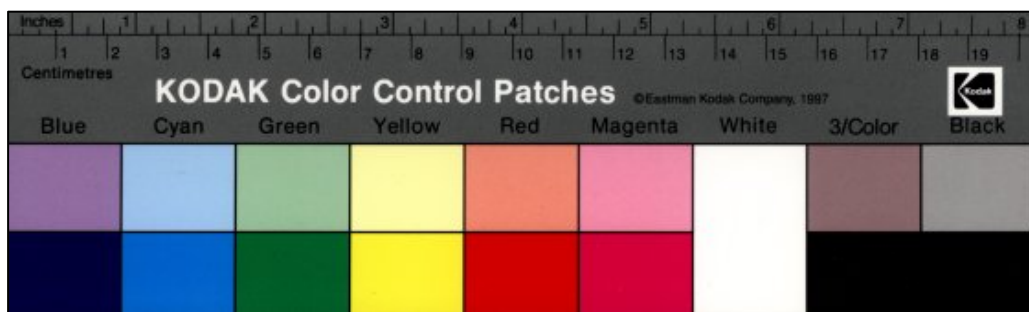 Inches 1 2 3 4 5 6 7 8
1 2 3 4 5 6 7 8 9 10 11 12 13 14 15 16 17 18 19
Centimetres
KODAK Color Control Patches ©Eastman Kodak Company, 1997 Kodak
Blue Cyan Green Yellow Red Magenta White 3/Color Black